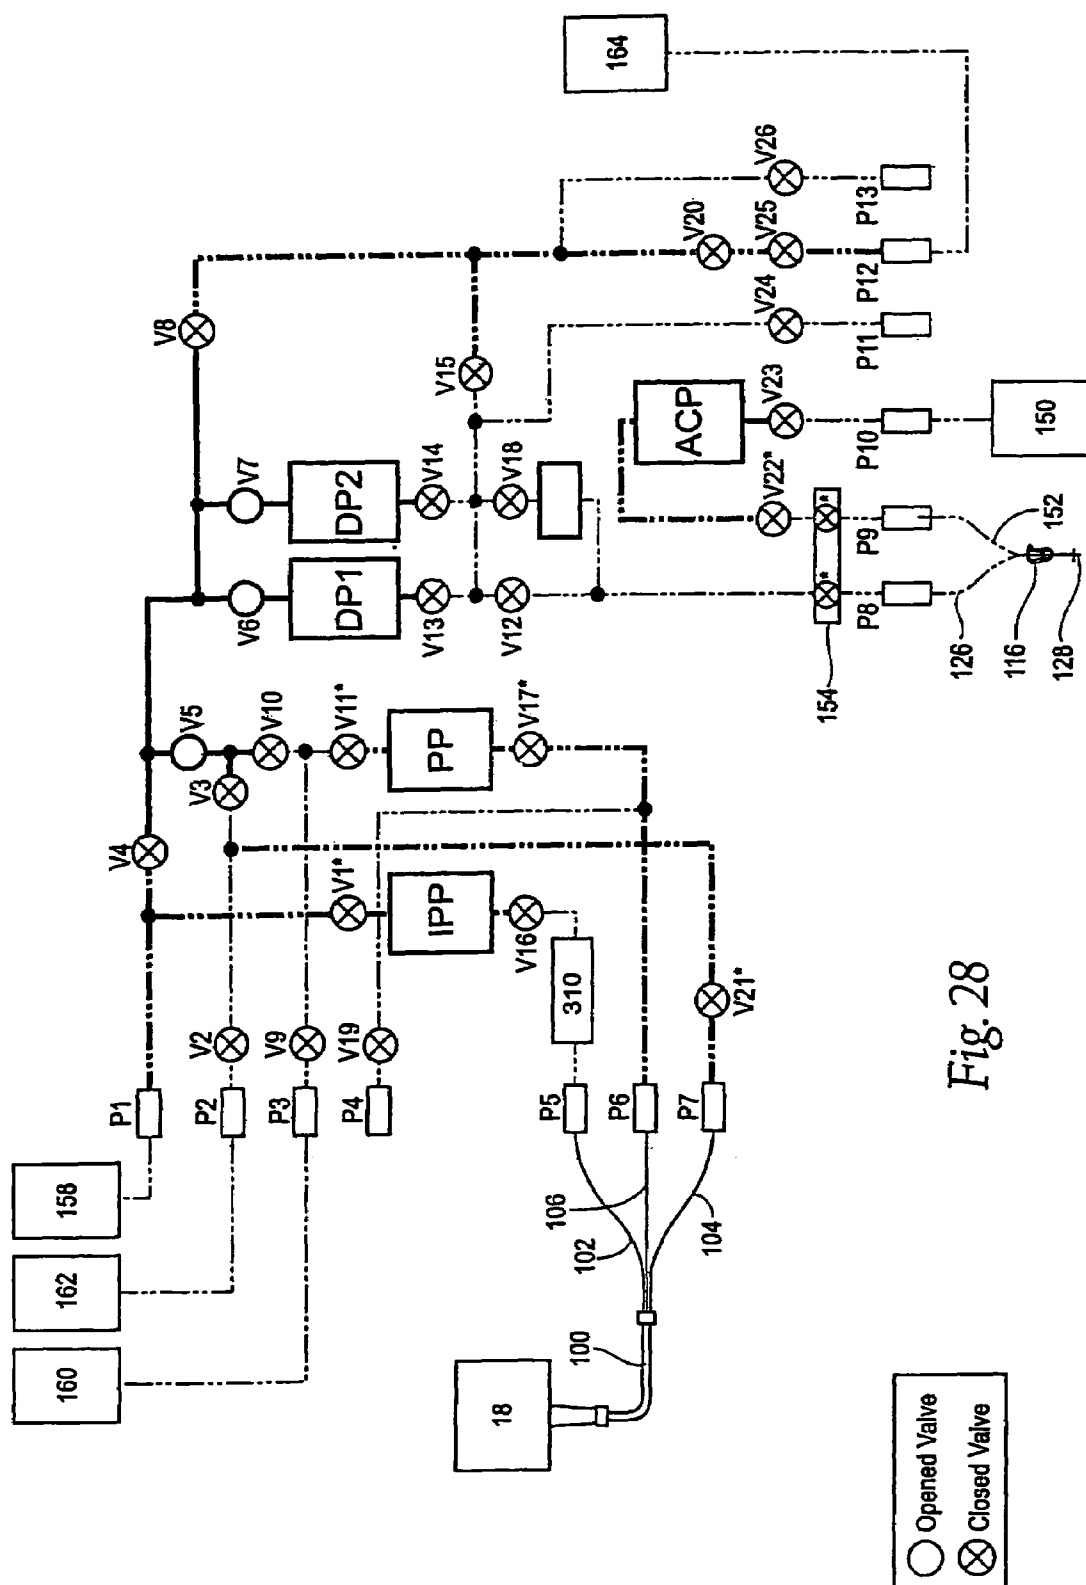 164
V26
V20
V25
V24
P13
P12
P11
V8
V15
V7
DP2
V14
V18
ACP
V23
V22*
P10
150
V6
DP1
V13
V12
*
*
P9
P8
152
154
126
116
128
V5
V10
V3
V11*
PP
V17*
V4
V1*
IPP
V16
310
V2
V9
V19
V21*
P1
P2
P3
P4
P5
P6
P7
158
162
160
102
106
104
100
18
Fig. 28
Opened Valve
Closed Valve